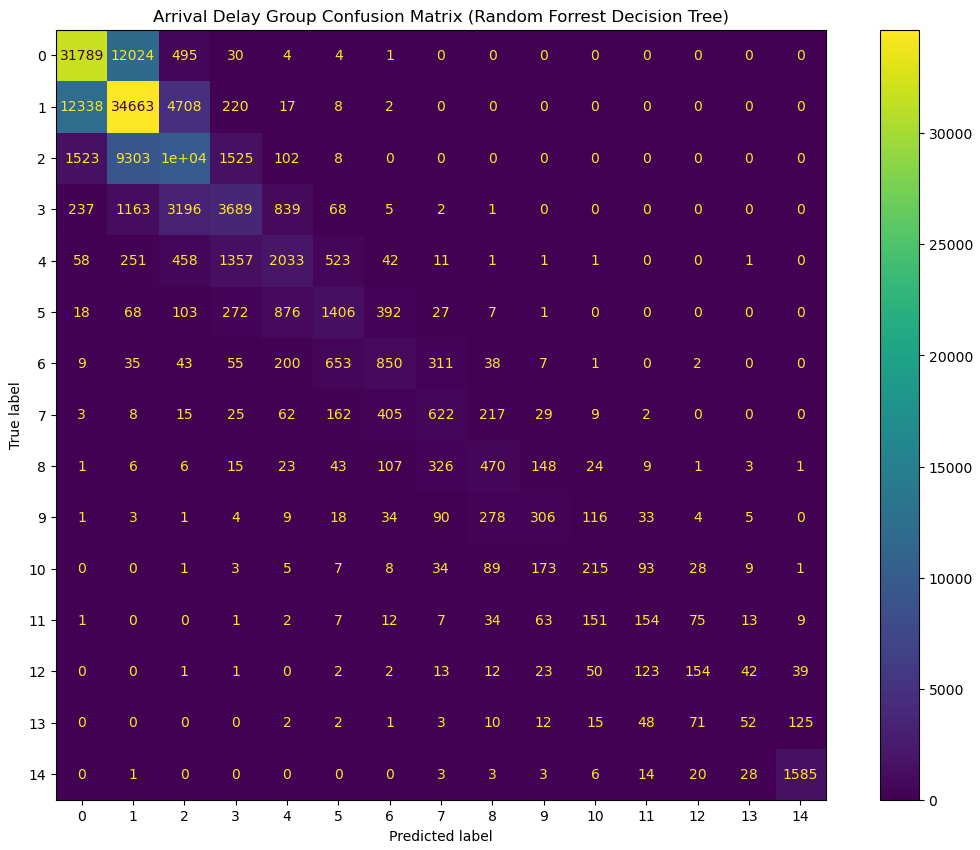 Arrival Delay Group Confusion Matrix (Random Forrest Decision Tree)
0 31789 12024 495 30 4 4 1 0 0 0 0 0 0 0 0
1 12338 34663 4708 220 17 8 2 0 0 0 0 0 0 0 0
2 1523 9303 1e+04 1525 102 8 0 0 0 0 0 0 0 0 0
3 237 1163 3196 3689 839 68 5 2 1 0 0 0 0 0 0
4 58 251 458 1357 2033 523 42 11 1 1 1 0 0 1 0
5 18 68 103 272 876 1406 392 27 7 1 0 0 0 0 0
6 9 35 43 55 200 653 850 311 38 7 1 0 2 0 0
7 3 8 15 25 62 162 405 622 217 29 9 2 0 0 0
8 1 6 6 15 23 43 107 326 470 148 24 9 1 3 1
9 1 3 1 4 9 18 34 90 278 306 116 33 4 5 0
10 0 0 1 3 5 7 8 34 89 173 215 93 28 9 1
11 1 0 0 1 2 7 12 7 34 63 151 154 75 13 9
12 0 0 1 1 0 2 2 13 12 23 50 123 154 42 39
13 0 0 0 0 2 2 1 3 10 12 15 48 71 52 125
14 0 1 0 0 0 0 0 3 3 3 6 14 20 28 1585
0 1 2 3 4 5 6 7 8 9 10 11 12 13 14
Predicted label
True label
30000
25000
20000
15000
10000
5000
0